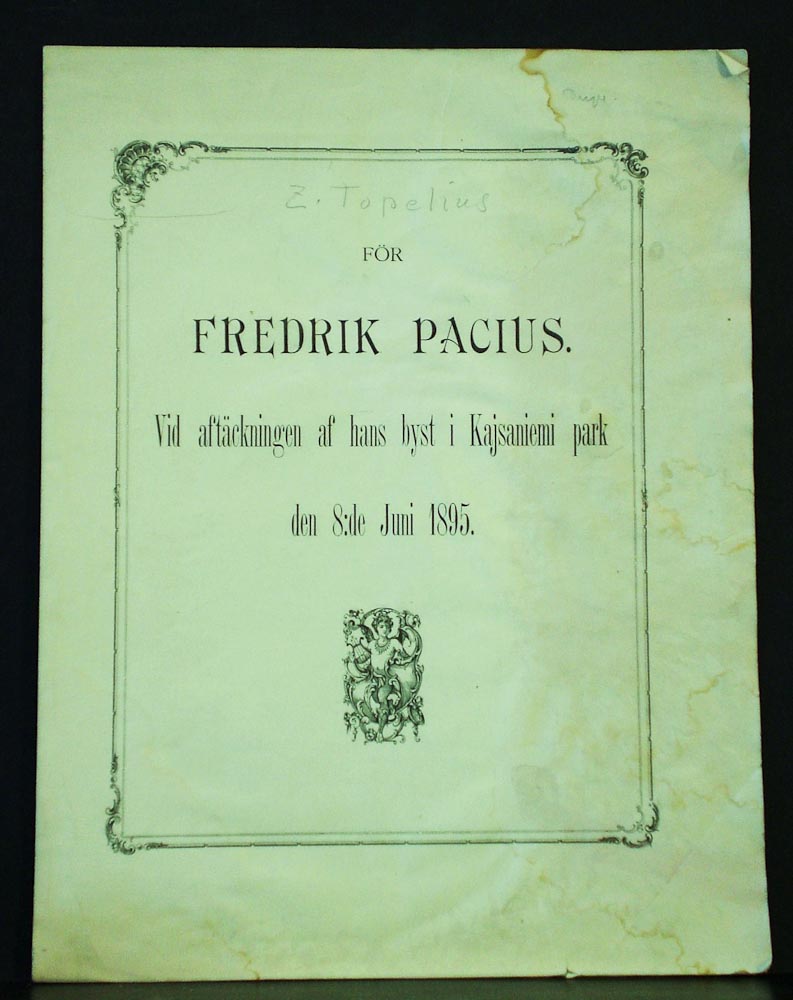 Z. Topelius
FÖR
FREDRIK PACIUS.
Vid aftäckningen af hans byst i Kajsaniemi park
den 8:de Juni 1895.